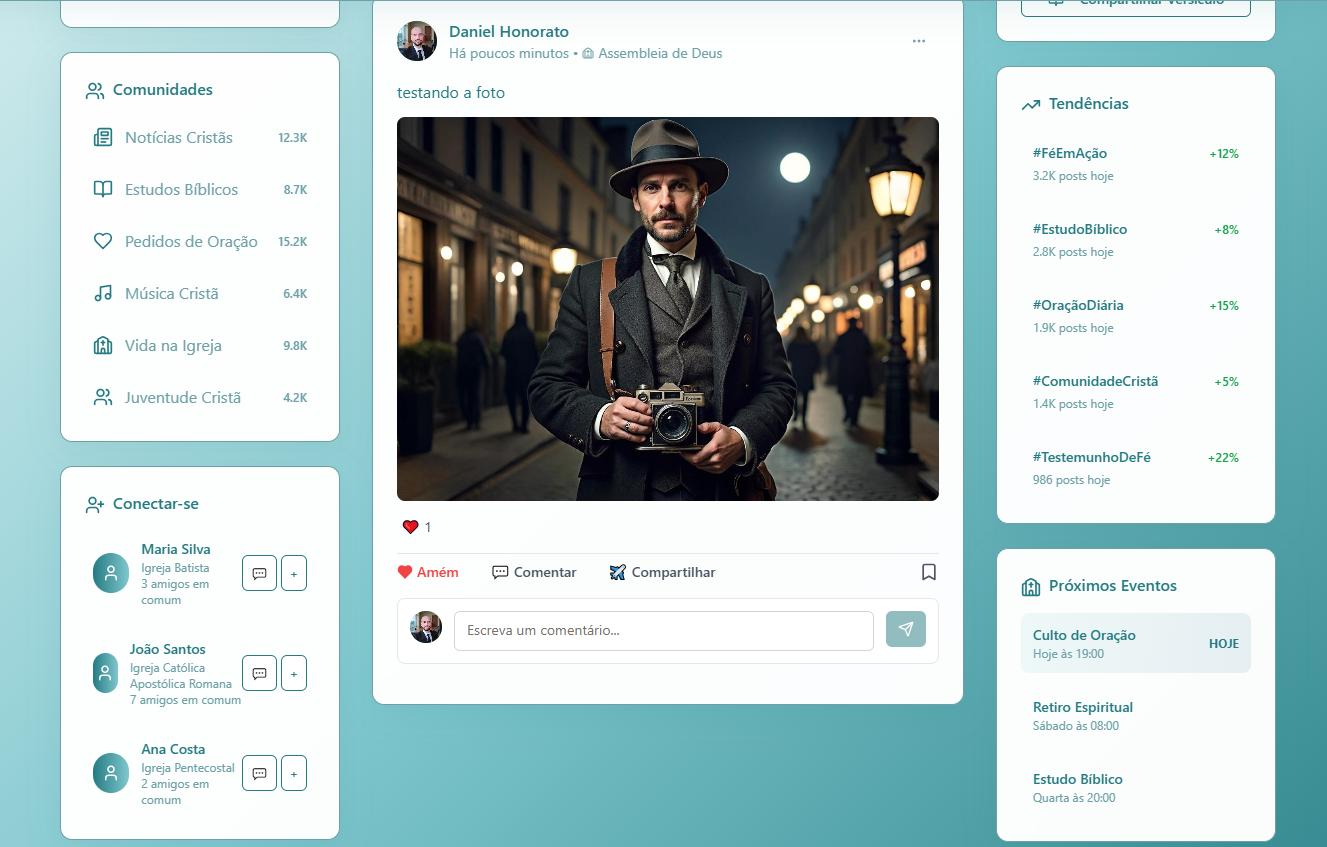 Comunidades
Notícias Cristãs 12.3K
Estudos Bíblicos 8.7K
Pedidos de Oração 15.2K
Música Cristã 6.4K
Vida na Igreja 9.8K
Juventude Cristã 4.2K
Conectar-se
Maria Silva
Igreja Batista
3 amigos em
comum
+
João Santos
Igreja Católica
Apostólica Romana
7 amigos em comum
+
Ana Costa
Igreja Pentecostal
2 amigos em
comum
+
Daniel Honorato
Há poucos minutos • Assembleia de Deus
testando a foto
1
Amém Comentar Compartilhar
Escreva um comentário...
Compartilhar Versículo
Tendências
#FéEmAção +12%
3.2K posts hoje
#EstudoBíblico +8%
2.8K posts hoje
#OraçãoDiária +15%
1.9K posts hoje
#ComunidadeCristã +5%
1.4K posts hoje
#TestemunhoDeFé +22%
986 posts hoje
Próximos Eventos
Culto de Oração HOJE
Hoje às 19:00
Retiro Espiritual
Sábado às 08:00
Estudo Bíblico
Quarta às 20:00